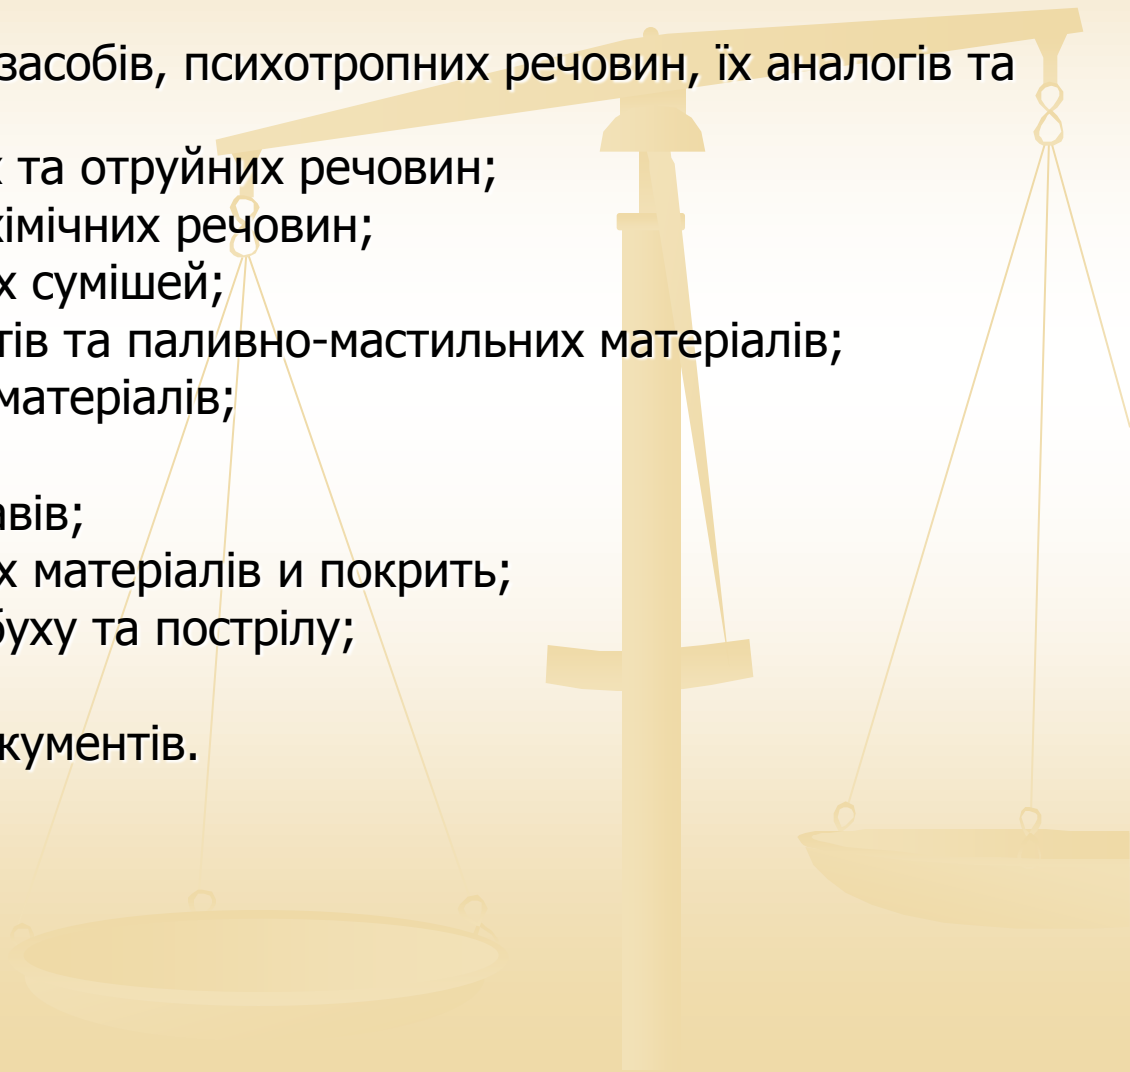 засобів, психотропних речовин, їх аналогів та
та отруйних речовин;
хімічних речовин;
х сумішей;
тів та паливно-мастильних матеріалів;
матеріалів;
авів;
х матеріалів и покрить;
буху та пострілу;
кументів.